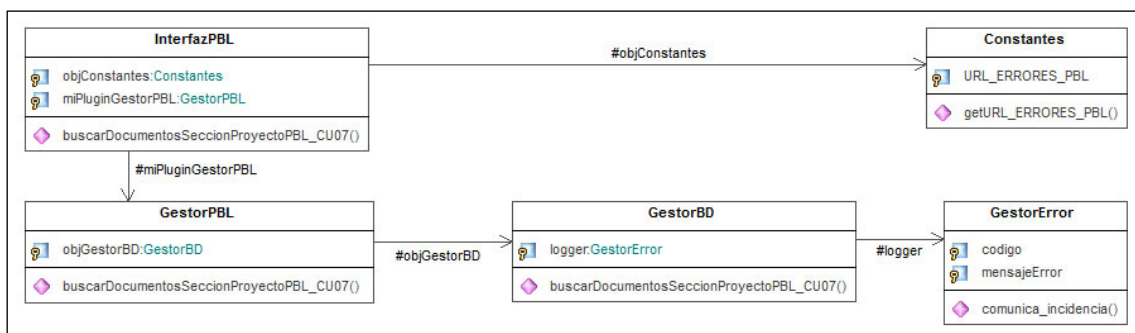 InterfazPBL
objConstantes:Constantes
miPluginGestorPBL:GestorPBL
buscarDocumentosSeccionProyectoPBL_CU07()
#objConstantes
Constantes
URL_ERRORES_PBL
getURL_ERRORES_PBL()
#miPluginGestorPBL
GestorPBL
objGestorBD:GestorBD
buscarDocumentosSeccionProyectoPBL_CU07()
#objGestorBD
GestorBD
logger:GestorError
buscarDocumentosSeccionProyectoPBL_CU07()
#logger
GestorError
codigo
mensajeError
comunica_incidencia()